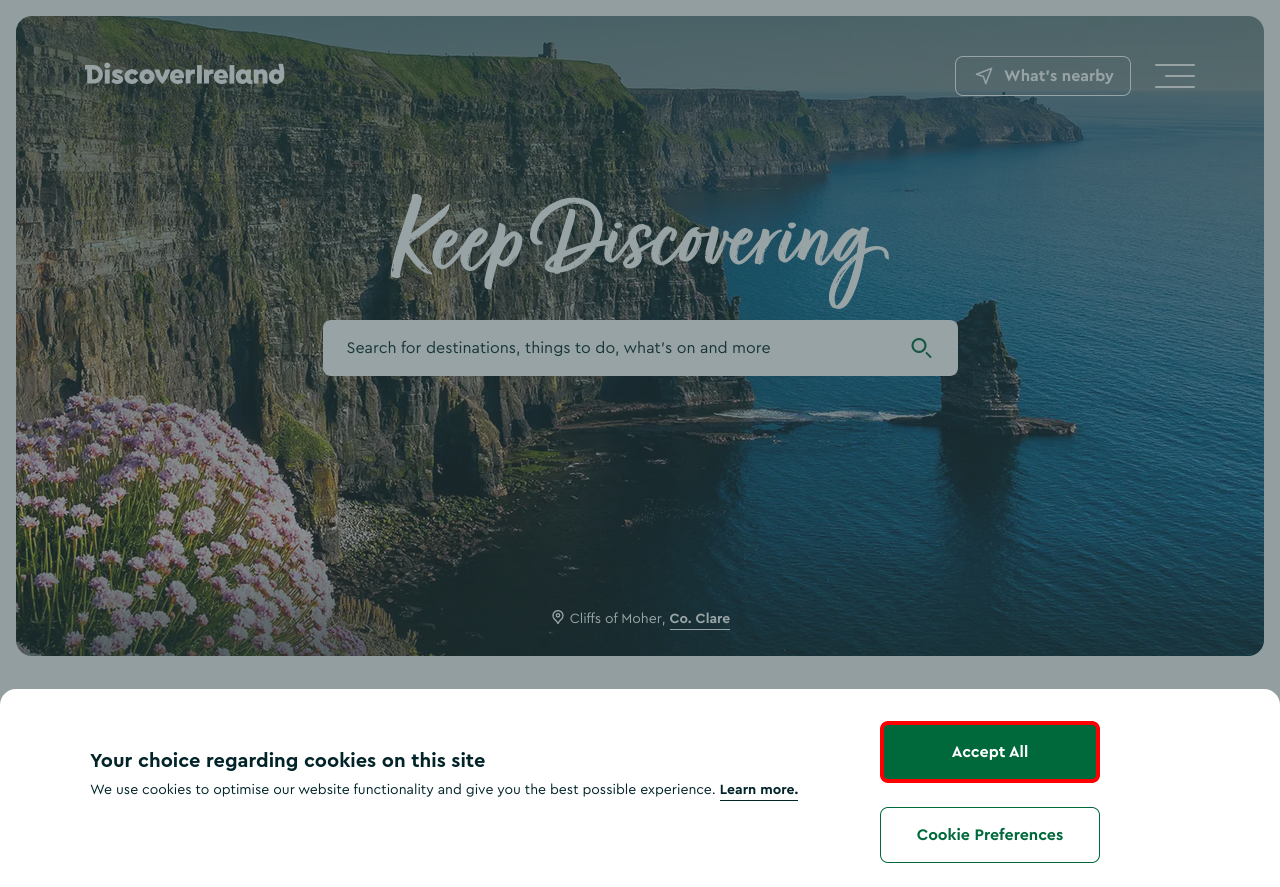 DiscoverIreland
What's nearby
Keep Discovering
Search for destinations, things to do, what's on and more
Cliffs of Moher, Co. Clare
Your choice regarding cookies on this site
We use cookies to optimise our website functionality and give you the best possible experience. Learn more.
Accept All
Cookie Preferences